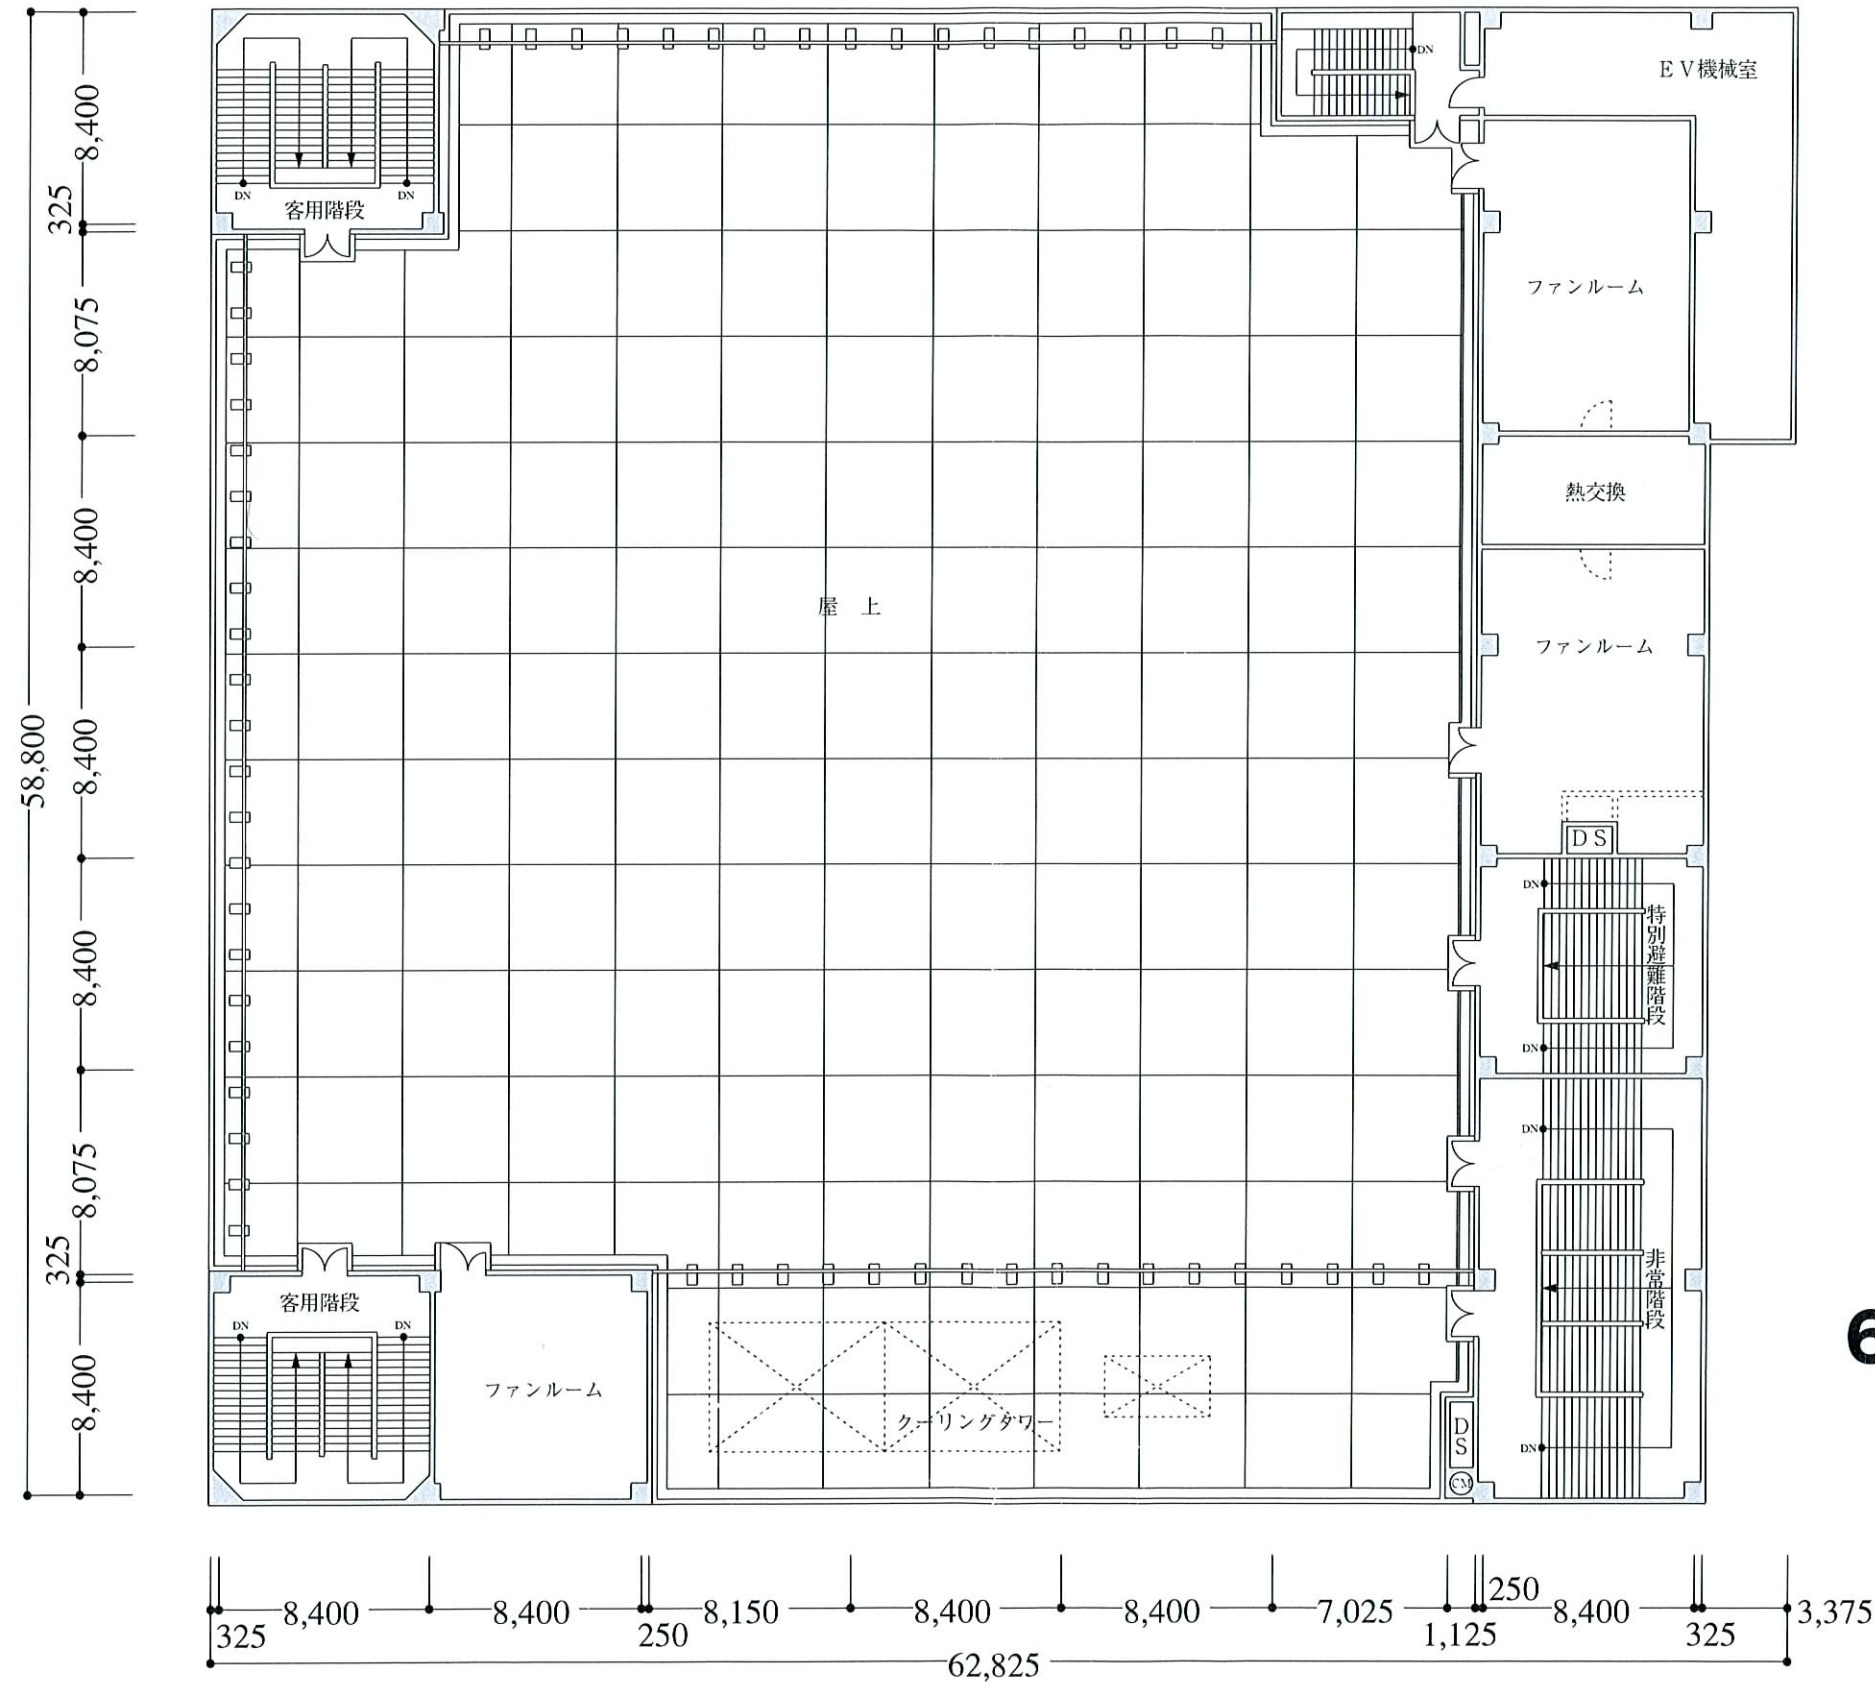 DN
EV機械室
8,400
DN
DN
325
客用階段
8,075
ファンルーム
8,400
熱交換
屋 上
58,800
8,400
ファンルーム
DS
DN
特別避難階段
8,400
DN
DN
8,075
325
客用階段
非常階段
DN
DN
8,400
ファンルーム
クーリングタワー
DS
DN
CM
6
8,400
8,400
8,150
8,400
8,400
7,025
250
8,400
3,375
325
250
1,125
325
62,825